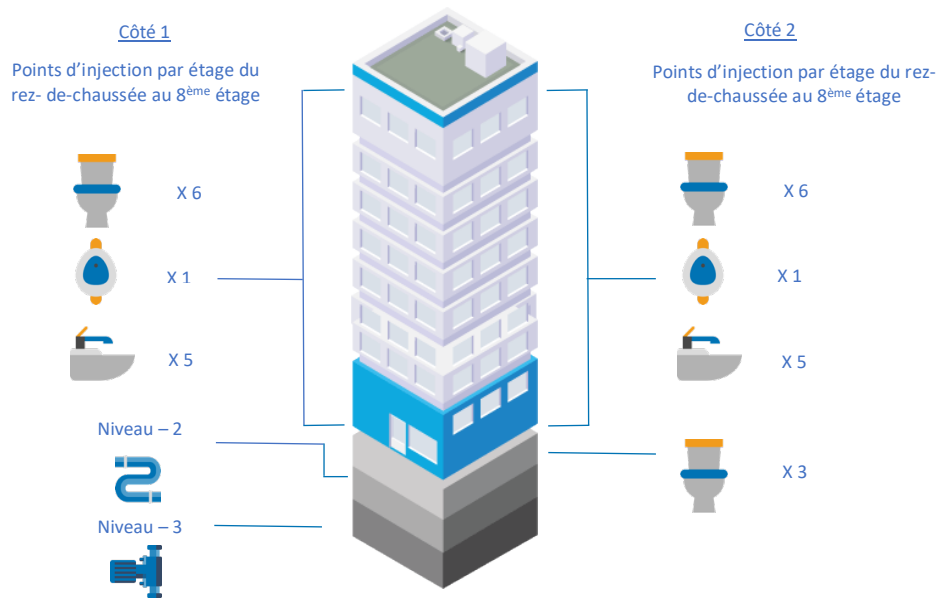 Côté 1
Points d'injection par étage du
rez- de-chaussée au 8ème étage
X 6
X 1
X 5
Niveau – 2
Niveau – 3
Côté 2
Points d'injection par étage du rez-
de-chaussée au 8ème étage
X 6
X 1
X 5
X 3